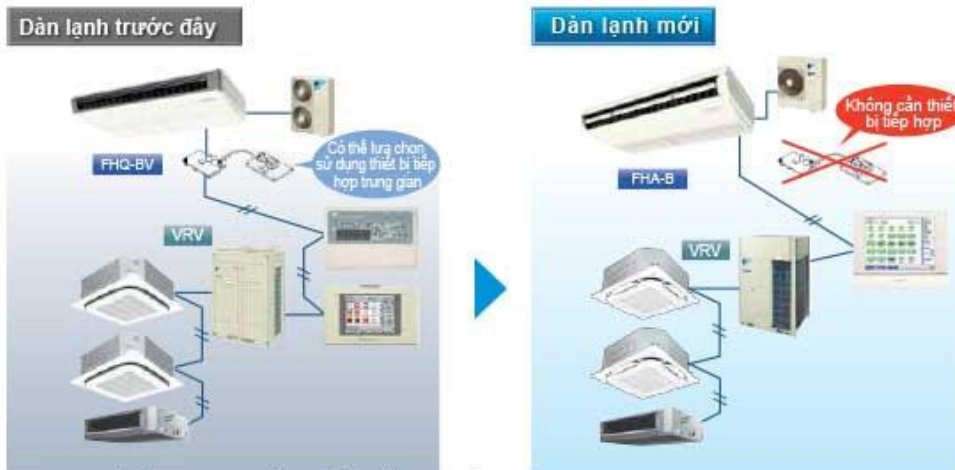 Dàn lạnh trước đây
Dàn lạnh mới
FHQ-BV
Có thể lựa chọn
sử dụng thiết bị tiếp
hợp trung gian
VRV
Không cần thiết
bị tiếp hợp
FHA-B
VRV